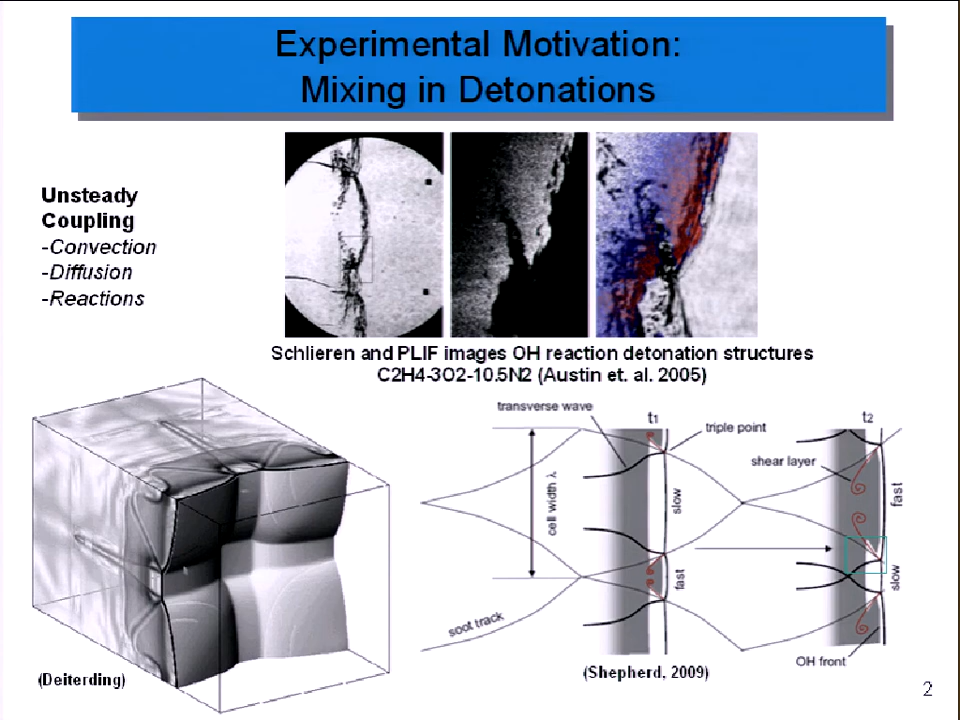 Experimental Motivation:
Mixing in Detonations
Unsteady
Coupling
-Convection
-Diffusion
-Reactions
Schlieren and PLIF images OH reaction detonation structures
C2H4-3O2-10.5N2 (Austin et. al. 2005)
transverse wave
t1
triple point
t2
shear layer
cell width λ
slow
fast
fast
slow
soot track
OH front
(Deiterding)
(Shepherd, 2009)
2